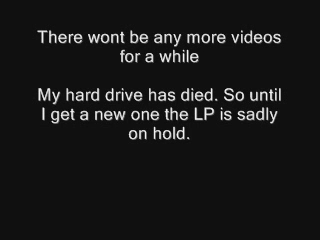 There wont be any more videos
for a while
My hard drive has died. So until
I get a new one the LP is sadly
on hold.